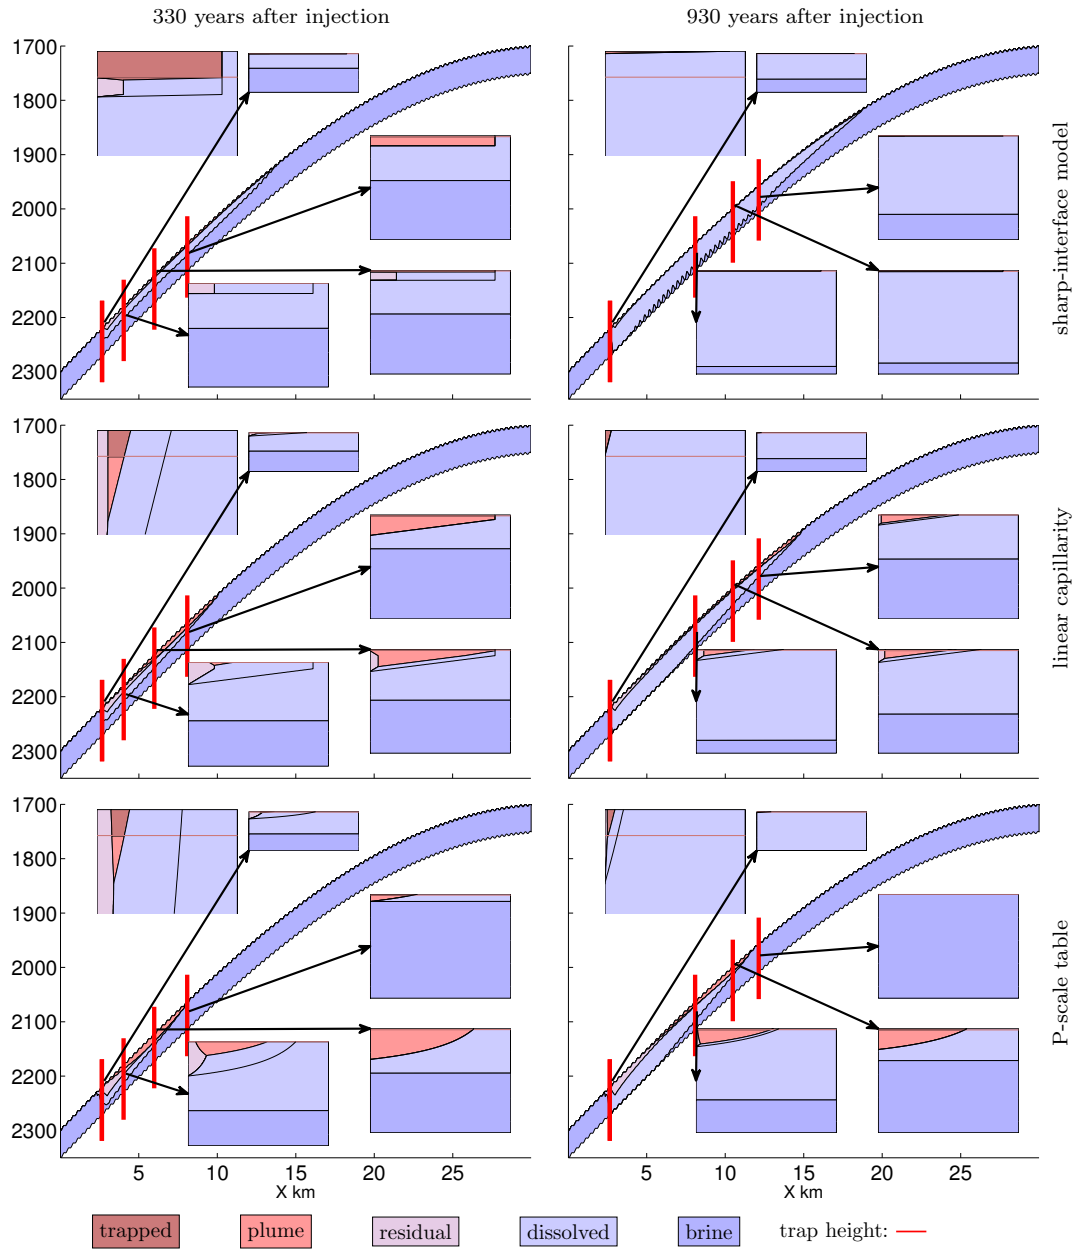 330 years after injection
930 years after injection
1700
1800
1900
2000
2100
2200
2300
sharp-interface model
1700
1800
1900
2000
2100
2200
2300
linear capillarity
1700
1800
1900
2000
2100
2200
2300
P-scale table
5 10 15 20 25
X km
5 10 15 20 25
X km
trapped plume residual dissolved brine trap height: